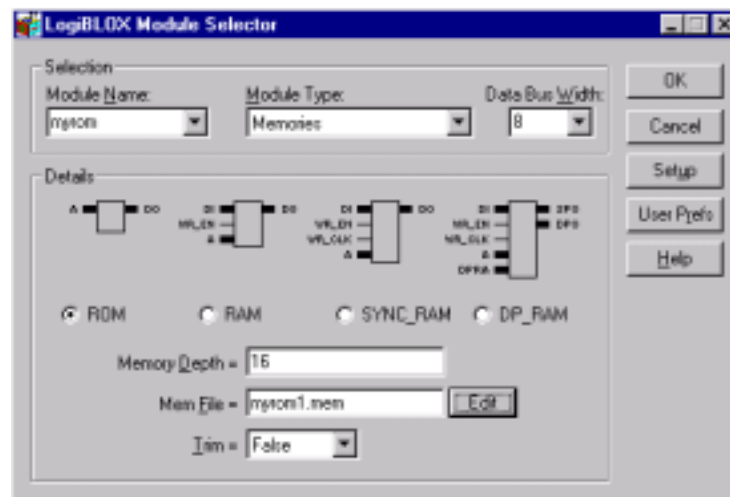 LogiBLOX Module Selector
Selection
Module Name:
Module Type:
Data Bus Width:
myrom
Memories
8
OK
Cancel
Setup
User Prefs
Help
Details
A DO
DI WR_EN A DO
DI WR_EN WR_CLK A DO
DI WR_EN WR_CLK A DPRA SPO DPO
ROM
RAM
SYNC_RAM
DP_RAM
Memory Depth = 16
Mem File = myrom1.mem Edit
Trim = False